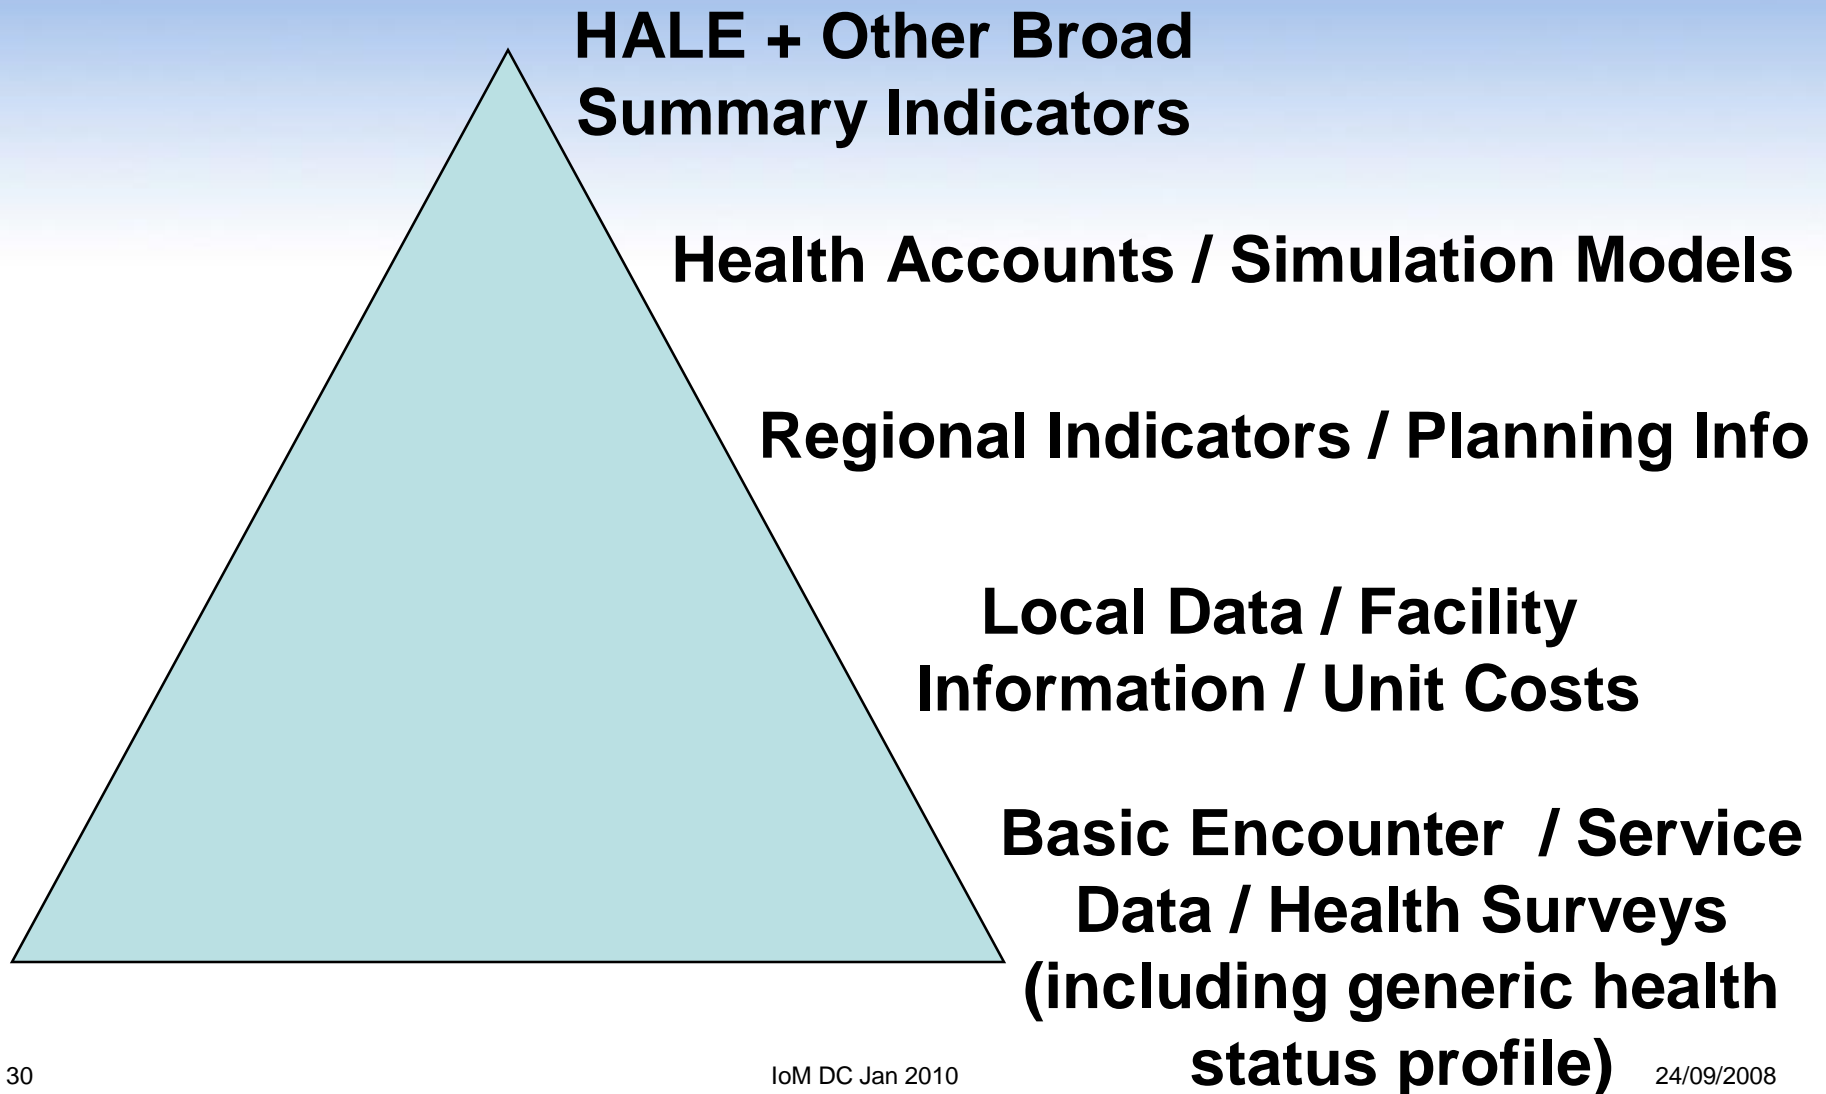 HALE + Other Broad
Summary Indicators
Health Accounts / Simulation Models
Regional Indicators / Planning Info
Local Data / Facility
Information / Unit Costs
Basic Encounter / Service
Data / Health Surveys
(including generic health
status profile)
30
IoM DC Jan 2010
24/09/2008